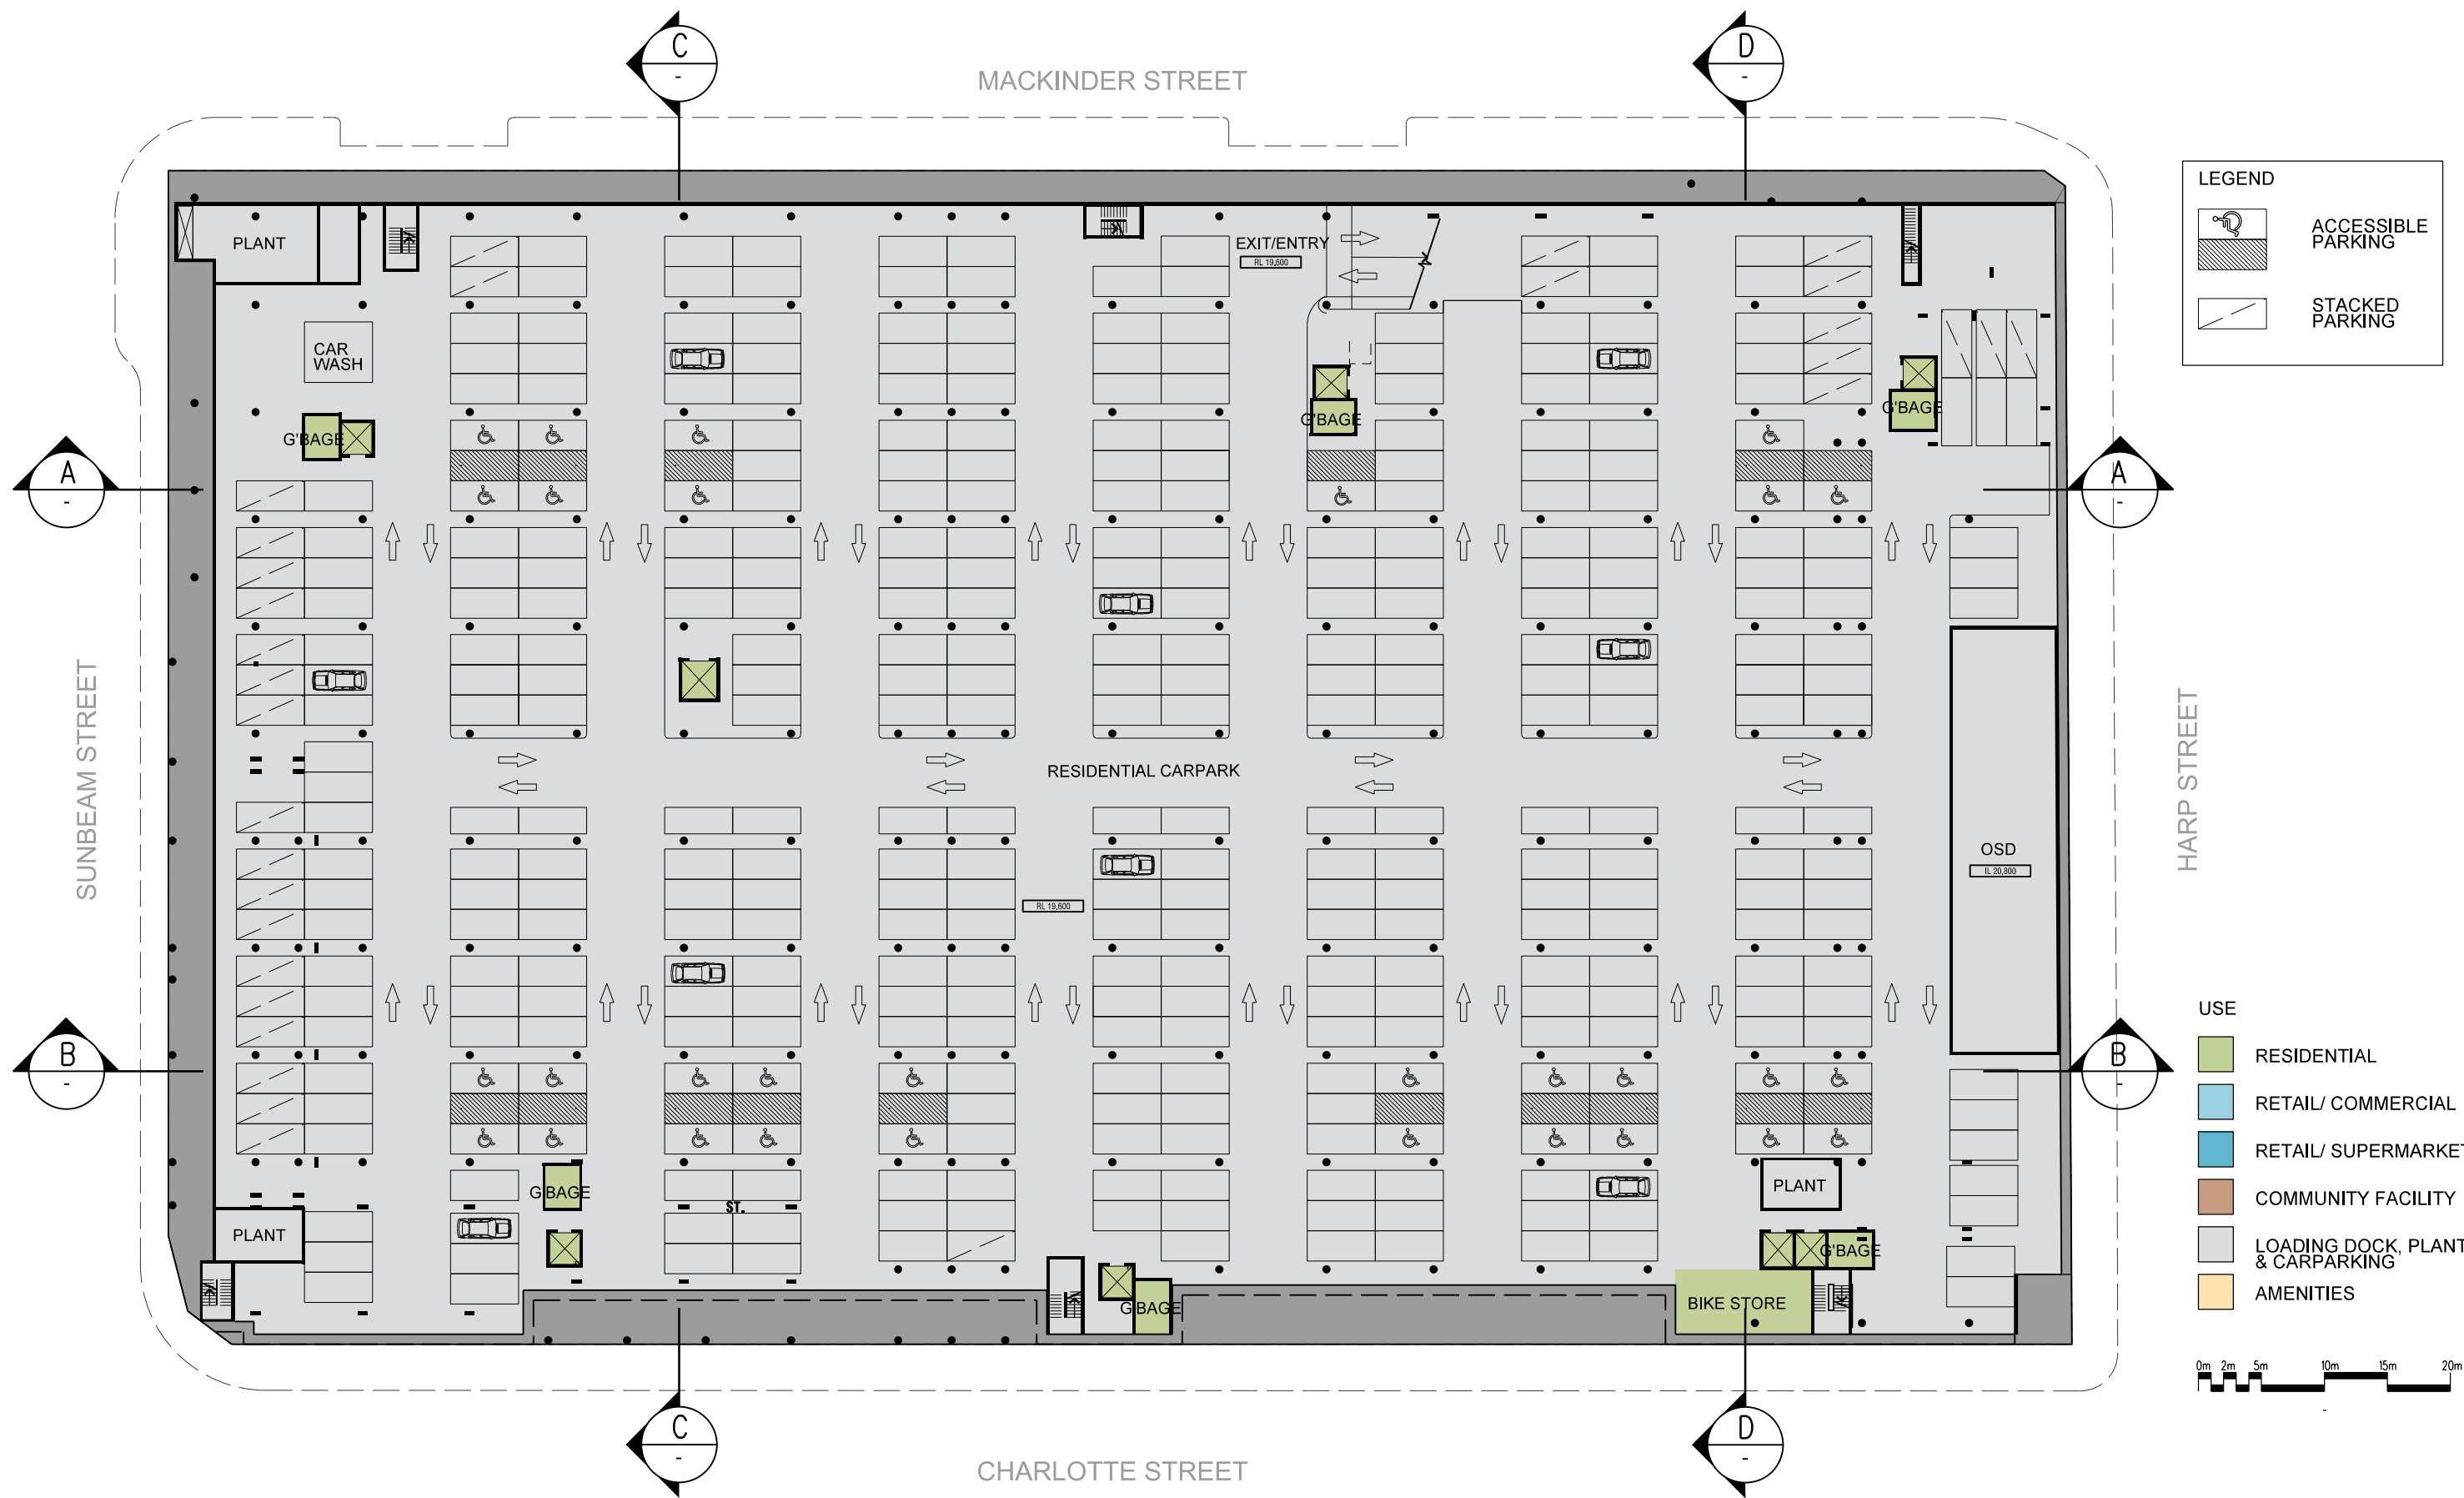 C
-
D
-
MACKINDER STREET
LEGEND
ACCESSIBLE
PARKING
STACKED
PARKING
PLANT
EXIT/ENTRY
RL 19,600
CAR
WASH
G'BAGE
G'BAGE
G'BAGE
A
-
A
-
SUNBEAM STREET
HARP STREET
RESIDENTIAL CARPARK
OSD
IL 20,800
RL 19,600
B
-
B
-
USE
RESIDENTIAL
RETAIL/ COMMERCIAL
RETAIL/ SUPERMARKET
COMMUNITY FACILITY
LOADING DOCK, PLANT
& CARPARKING
AMENITIES
G'BAGE
ST.
PLANT
PLANT
G'BAGE
G'BAGE
BIKE STORE
0m 2m 5m 10m 15m 20m
-
C
-
D
-
CHARLOTTE STREET